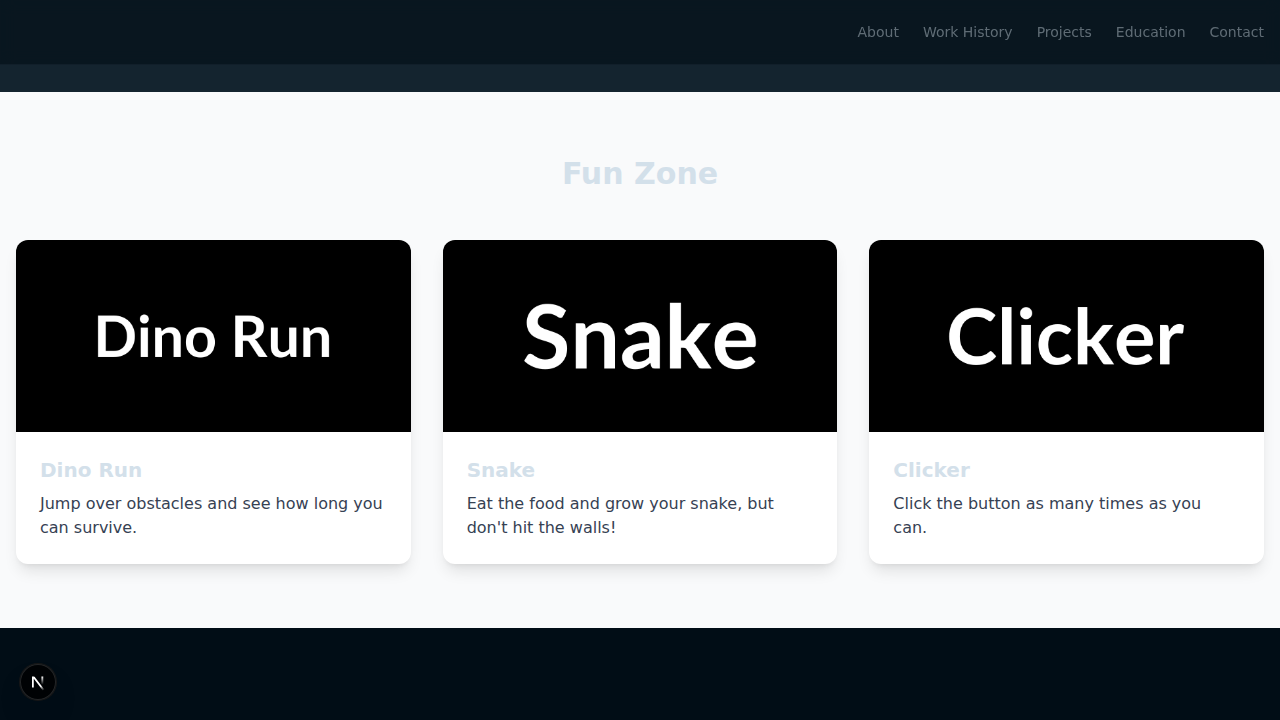 About Work History Projects Education Contact
Fun Zone
Dino Run
Snake
Clicker
Dino Run
Jump over obstacles and see how long you
can survive.
Snake
Eat the food and grow your snake, but
don't hit the walls!
Clicker
Click the button as many times as you
can.
N